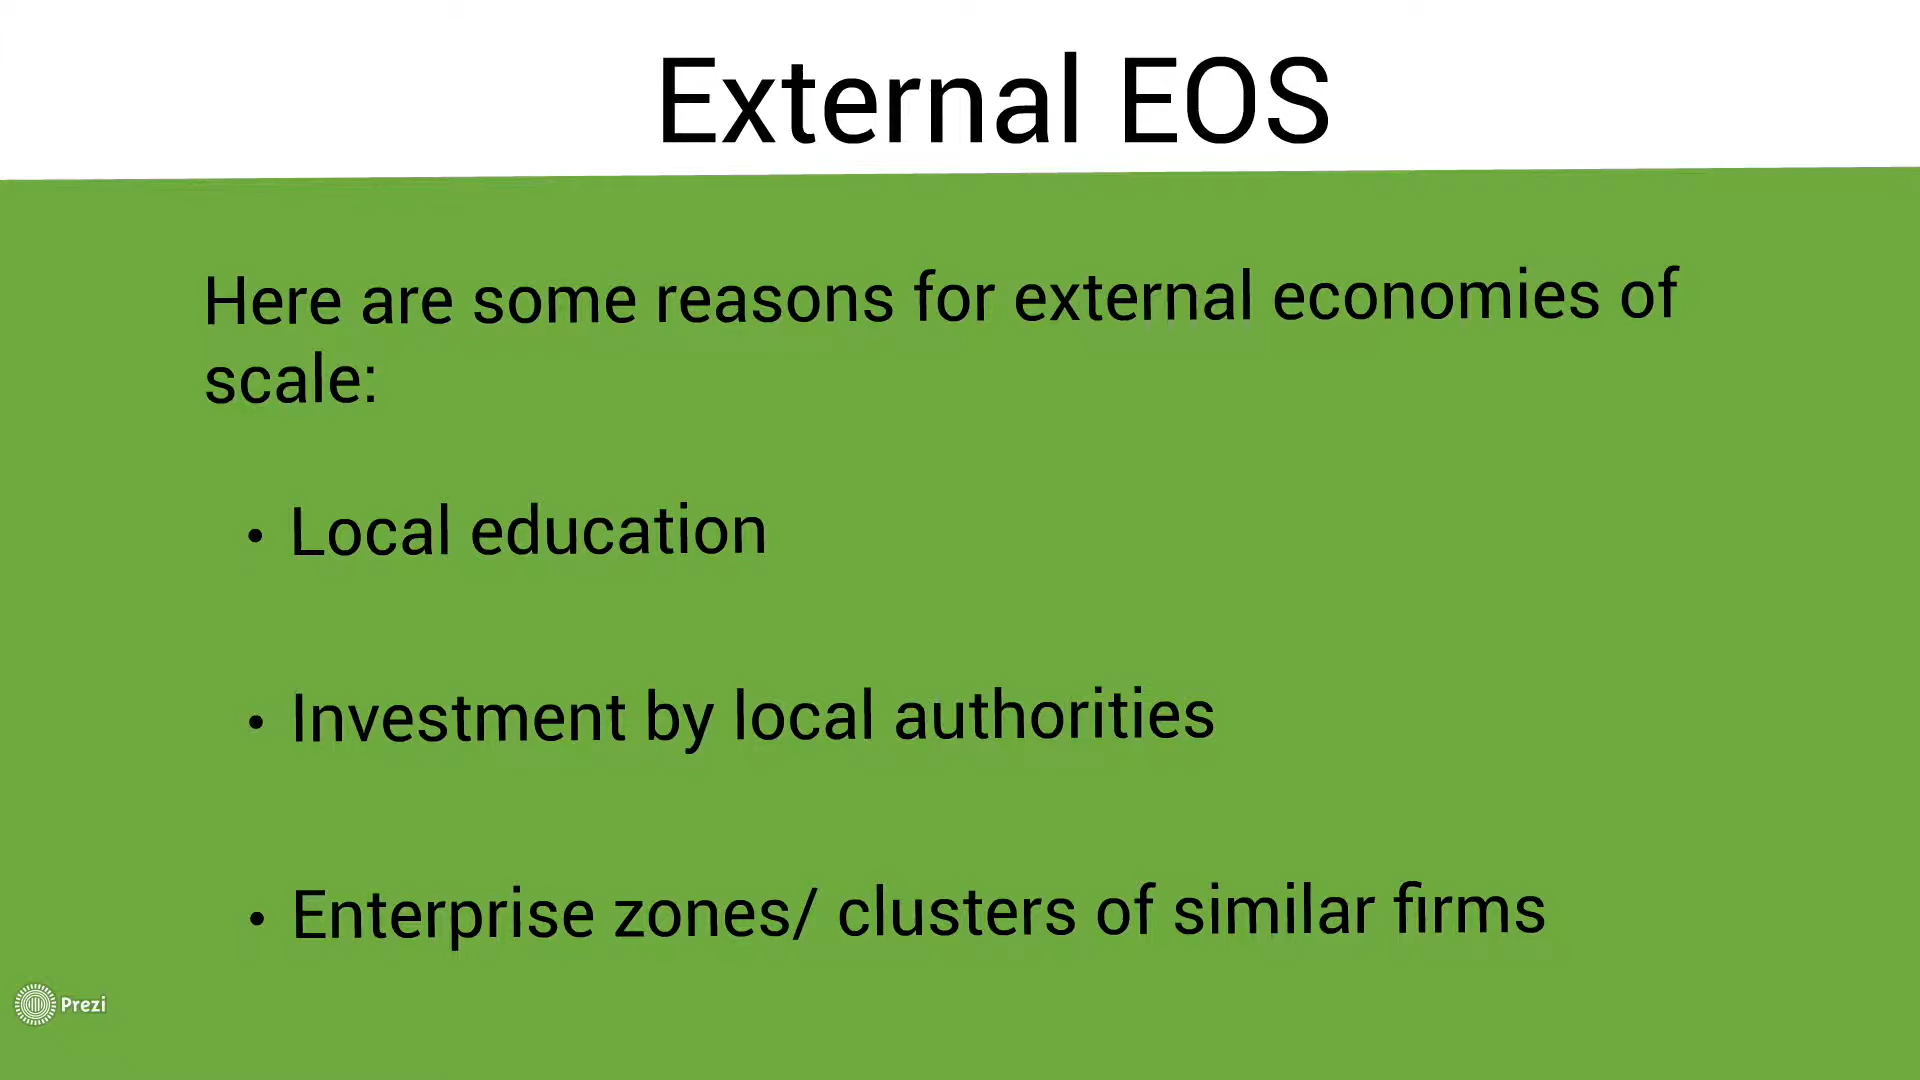 External EOS
Here are some reasons for external economies of
scale:
• Local education
• Investment by local authorities
• Enterprise zones/ clusters of similar firms
Prezi